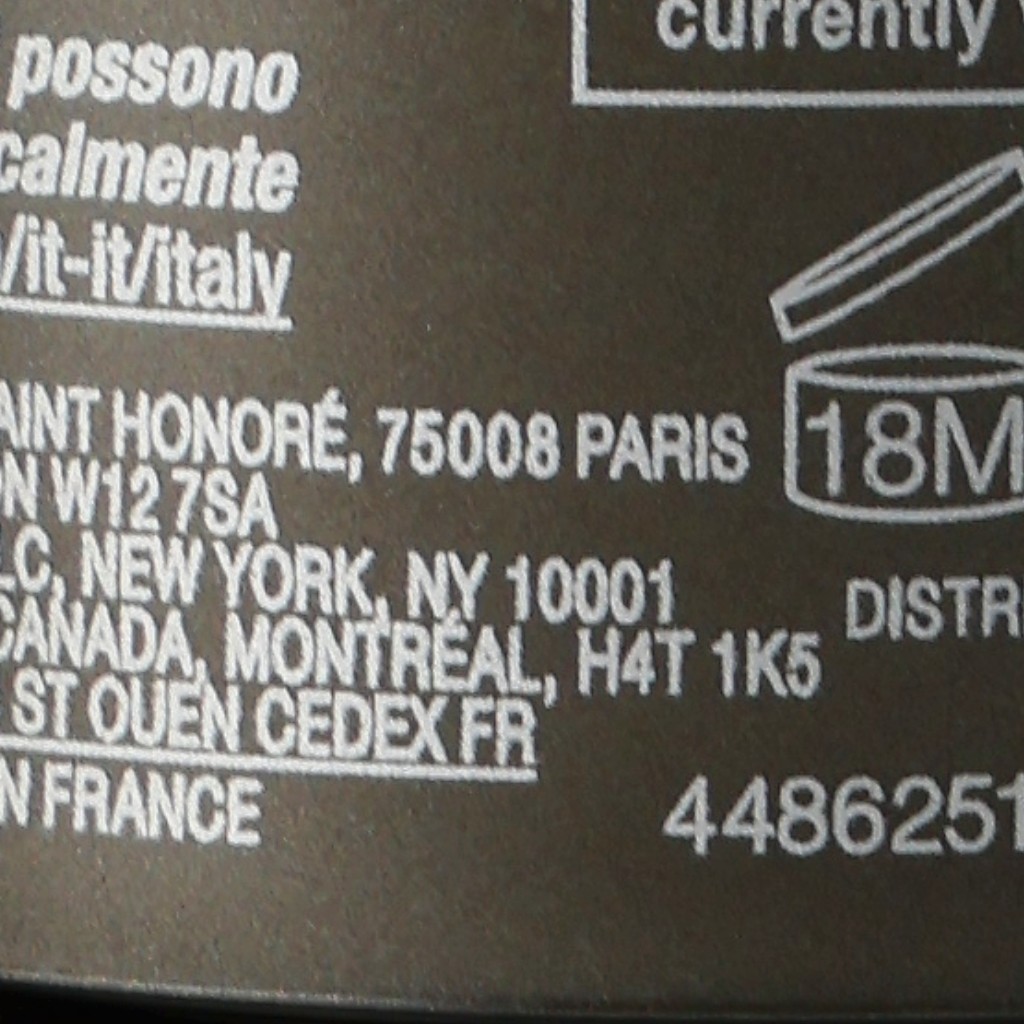 currently
possono
calmente
/it-it/italy
AINT HONORÉ, 75008 PARIS
18M
ON W12 7SA
LC, NEW YORK, NY 10001
DISTR
CANADA, MONTRÉAL, H4T 1K5
ST OUEN CEDEX FR
N FRANCE
4486251